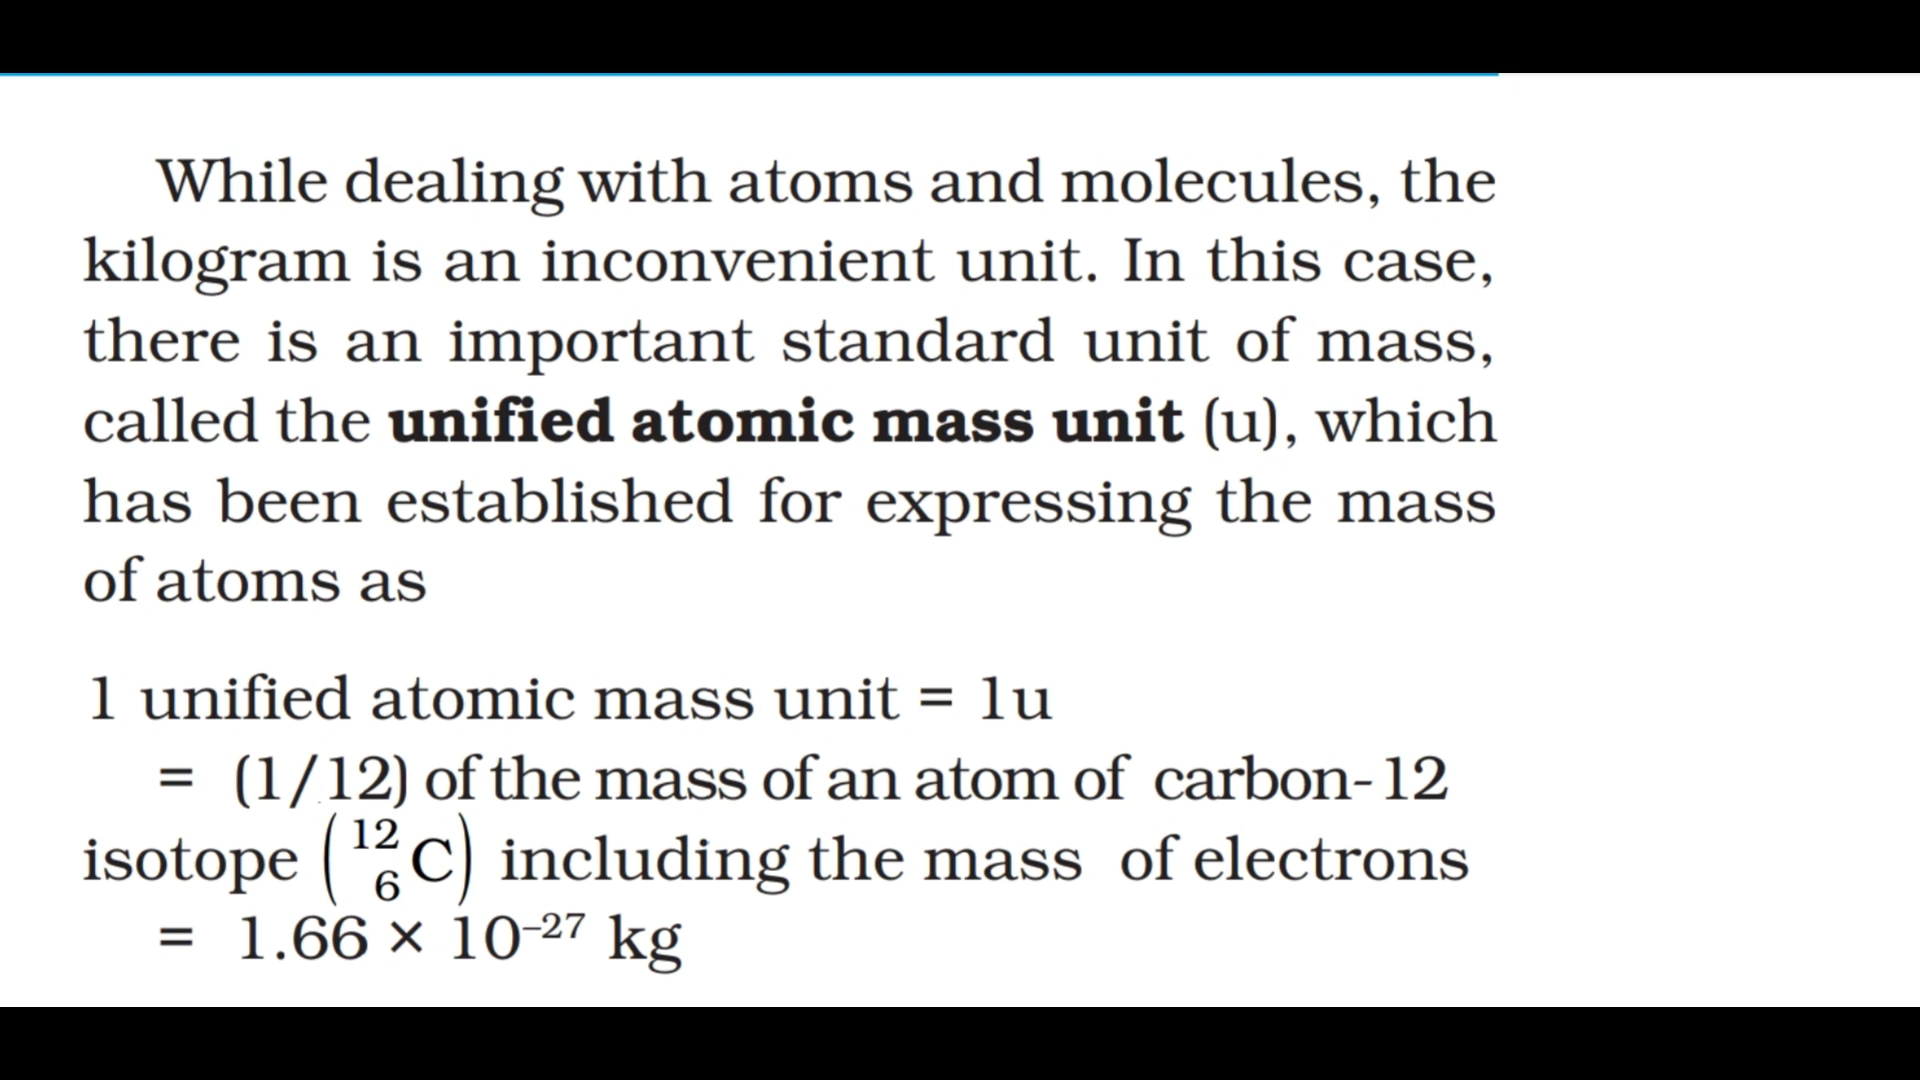 While dealing with atoms and molecules, the
kilogram is an inconvenient unit. In this case,
there is an important standard unit of mass,
called the unified atomic mass unit (u), which
has been established for expressing the mass
of atoms as
1 unified atomic mass unit = 1u
= (1/12) of the mass of an atom of carbon-12
isotope (¹²₆C) including the mass of electrons
= 1.66 × 10⁻²⁷ kg